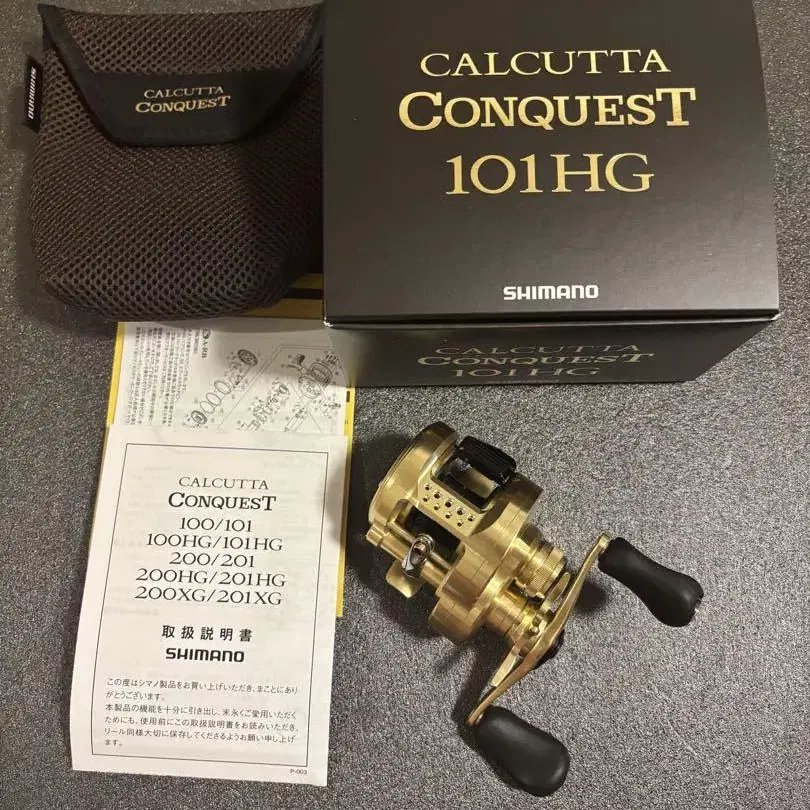 SHIMANO
CALCUTTA
CONQUEST
CALCUTTA
CONQUEST
101HG
SHIMANO
CALCUTTA
CONQUEST
101HG
A-RB
CALCUTTA
CONQUEST
100/101
100HG/101HG
200/201
200HG/201HG
200XG/201XG
取扱説明書
SHIMANO
この度はシマノ製品をお買い上げいただき、まことにあり
がとうございます。
本製品の機能を十分に引き出し、末永くご愛用いただく
ためにも、使用前にこの取扱説明書をお読みいただき、
リール同様大切に保存してくださるようお願い申し上げ
ます。
P-003